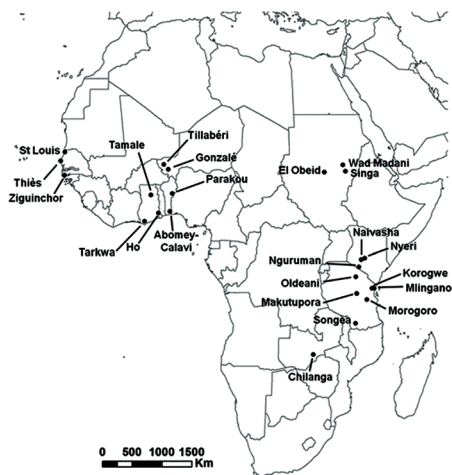 Tillabéri
Tamale
St Louis
Gonzalé
Wad Madani
El Obeid
Singa
Parakou
Thiès
Ziguinchor
Naivasha
Abomey-
Calavi
Ho
Tarkwa
Nyeri
Nguruman
Korogwe
Oldeani
Mlingano
Makutupora
Morogoro
Songea
Chilanga
0 500 1000 1500
Km